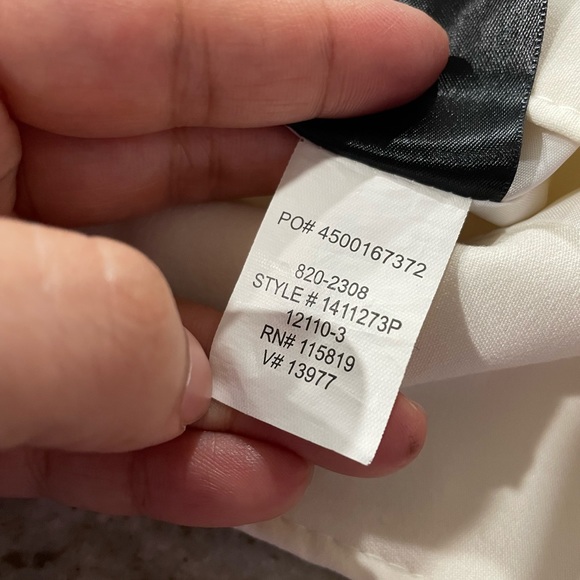 PO# 4500167372
820-2308
STYLE # 1411273P
12110-3
RN# 115819
V# 13977